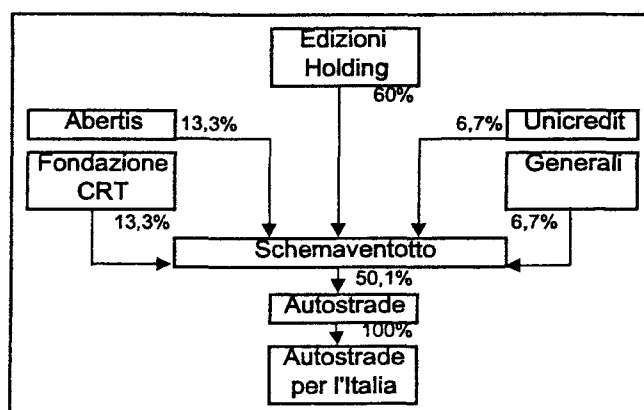 Edizioni
Holding
60%
Abertis
13,3%
6,7%
Unicredit
Fondazione
CRT
Generali
13,3%
6,7%
Schemaventotto
50,1%
Autostrade
100%
Autostrade
per l'Italia